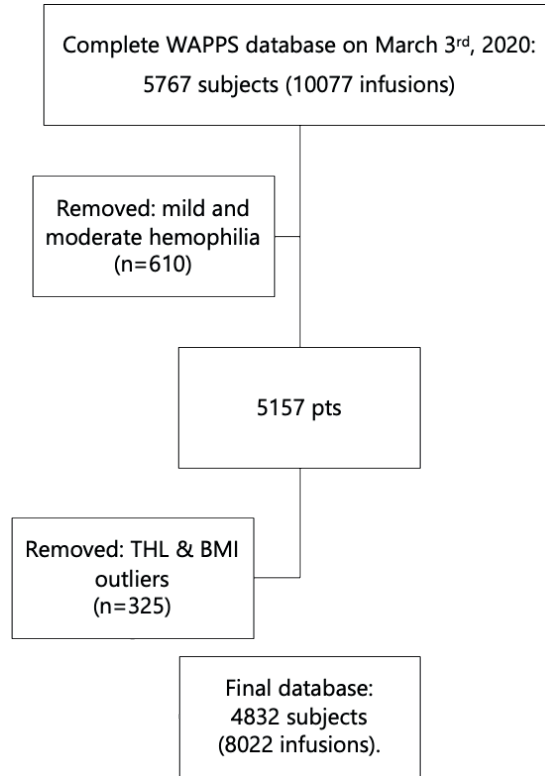 Complete WAPPS database on March 3rd, 2020:
5767 subjects (10077 infusions)
Removed: mild and
moderate hemophilia
(n=610)
5157 pts
Removed: THL & BMI
outliers
(n=325)
Final database:
4832 subjects
(8022 infusions).